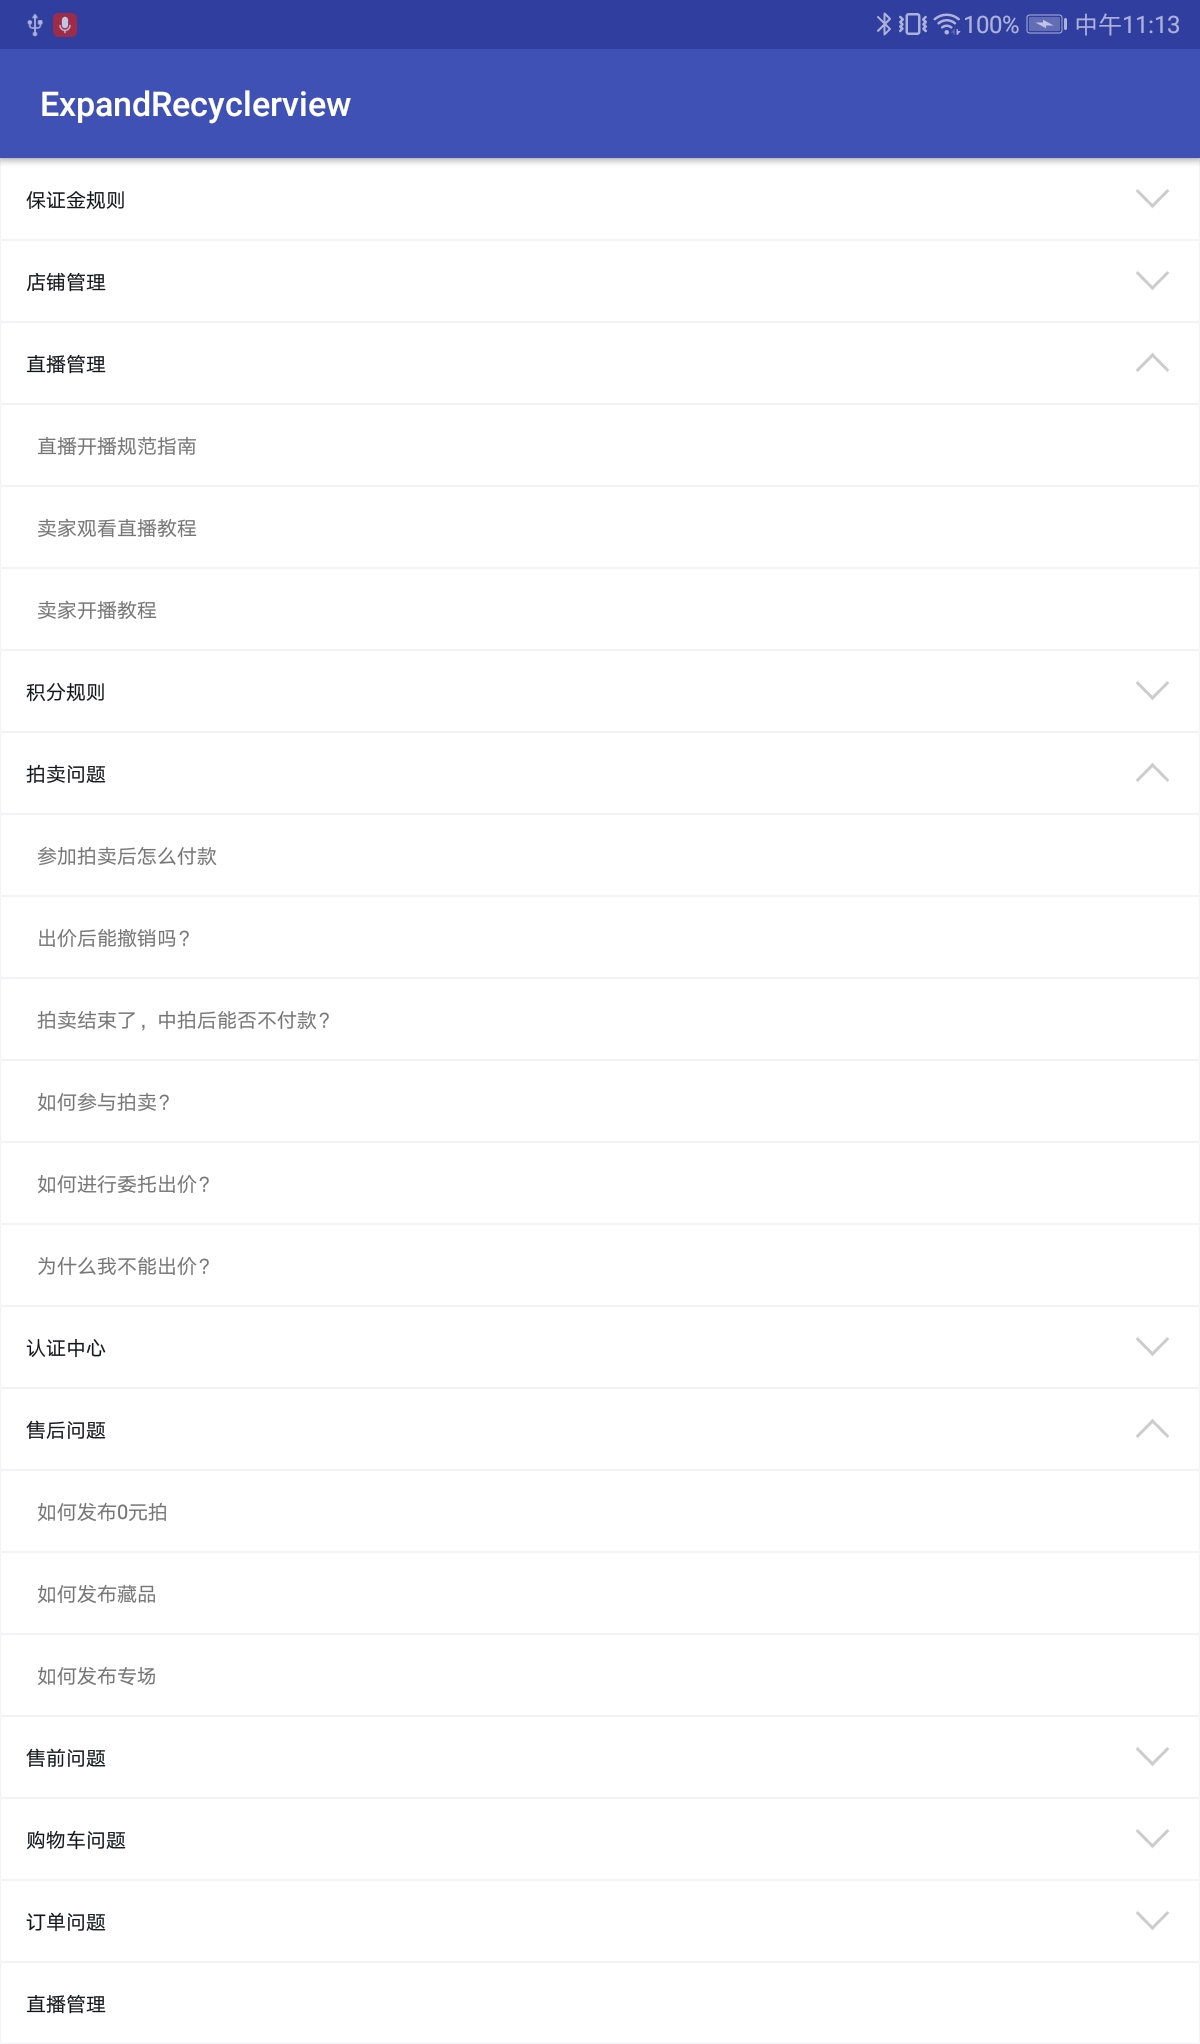 100% 中午11:13
ExpandRecyclerview
保证金规则
店铺管理
直播管理
直播开播规范指南
卖家观看直播教程
卖家开播教程
积分规则
拍卖问题
参加拍卖后怎么付款
出价后能撤销吗？
拍卖结束了，中拍后能否不付款？
如何参与拍卖？
如何进行委托出价？
为什么我不能出价？
认证中心
售后问题
如何发布0元拍
如何发布藏品
如何发布专场
售前问题
购物车问题
订单问题
直播管理